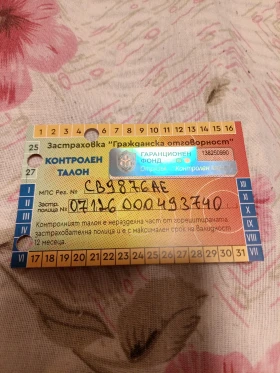 1 2 3 4 5 6 7 8 9 10 11 12 13 14 15 16
Застраховка "Гражданска отговорност"
25 КОНТРОЛЕН
ТАЛОН
ГАРАНЦИОНЕН
ФОНД
27
МПС Рег. № СВ9876АЕ
Застр.
полица № 07126000493740
Контролният талон е неразделна част от перфорираната
застрахователна полица и е с максимален срок на валидност
12 месеца.
17 18 19 20 21 22 23 24 25 26 27 28 29 30 31